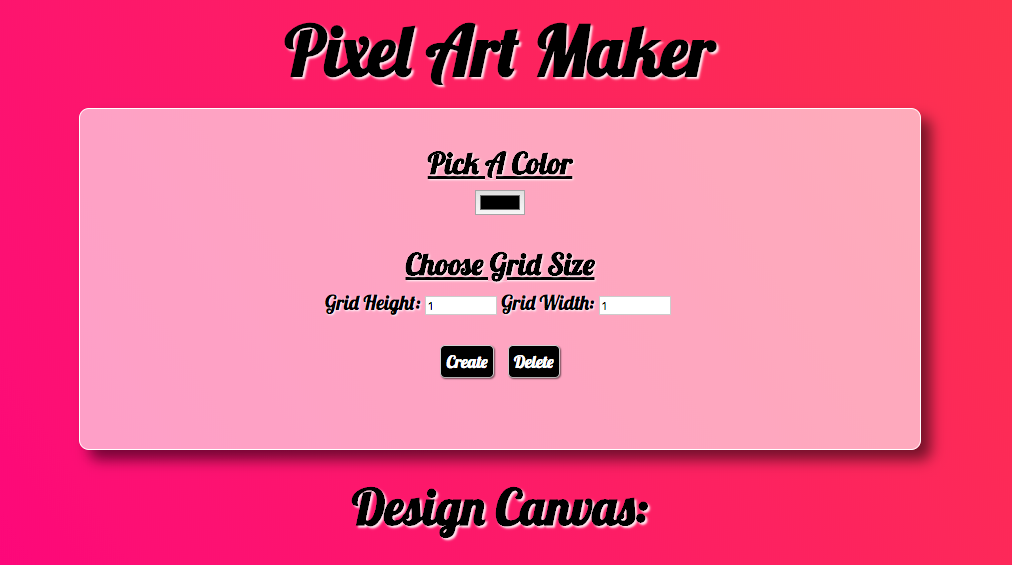 Pixel Art Maker
Pick A Color
Choose Grid Size
Grid Height: 1 Grid Width: 1
Create Delete
Design Canvas: